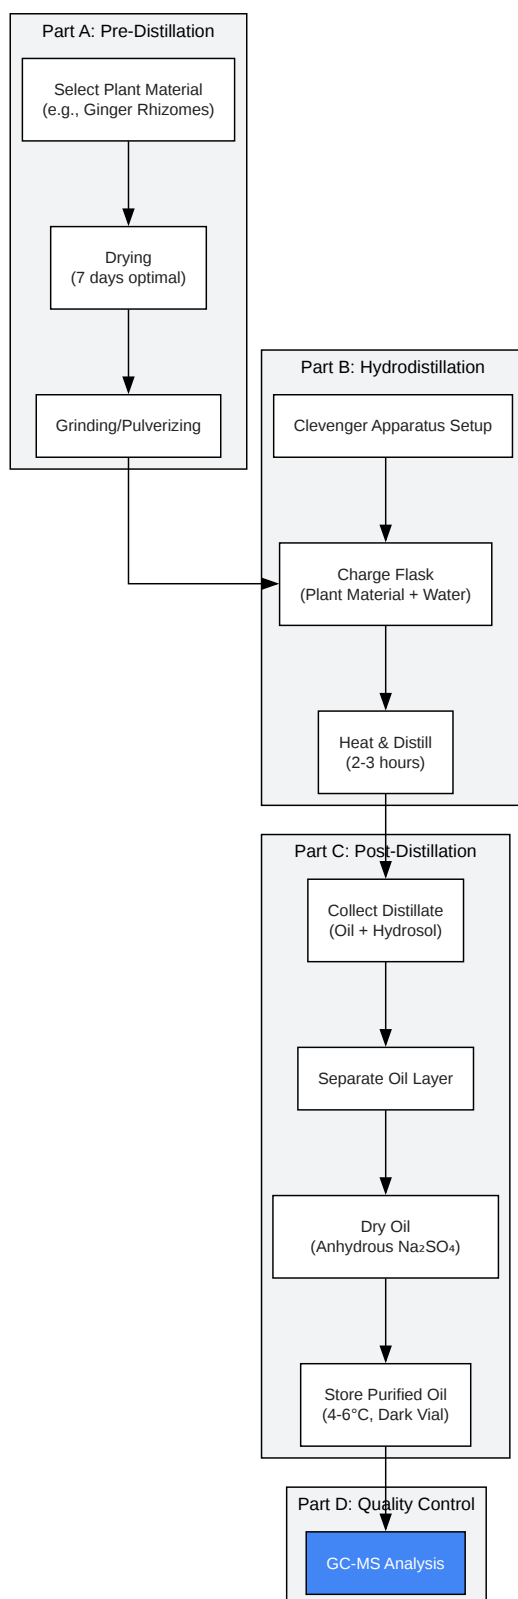 Part A: Pre-Distillation
Select Plant Material
(e.g., Ginger Rhizomes)
Drying
(7 days optimal)
Grinding/Pulverizing
Part B: Hydrodistillation
Clevenger Apparatus Setup
Charge Flask
(Plant Material + Water)
Heat & Distill
(2-3 hours)
Part C: Post-Distillation
Collect Distillate
(Oil + Hydrosol)
Separate Oil Layer
Dry Oil
(Anhydrous Na₂SO₄)
Store Purified Oil
(4-6°C, Dark Vial)
Part D: Quality Control
GC-MS Analysis